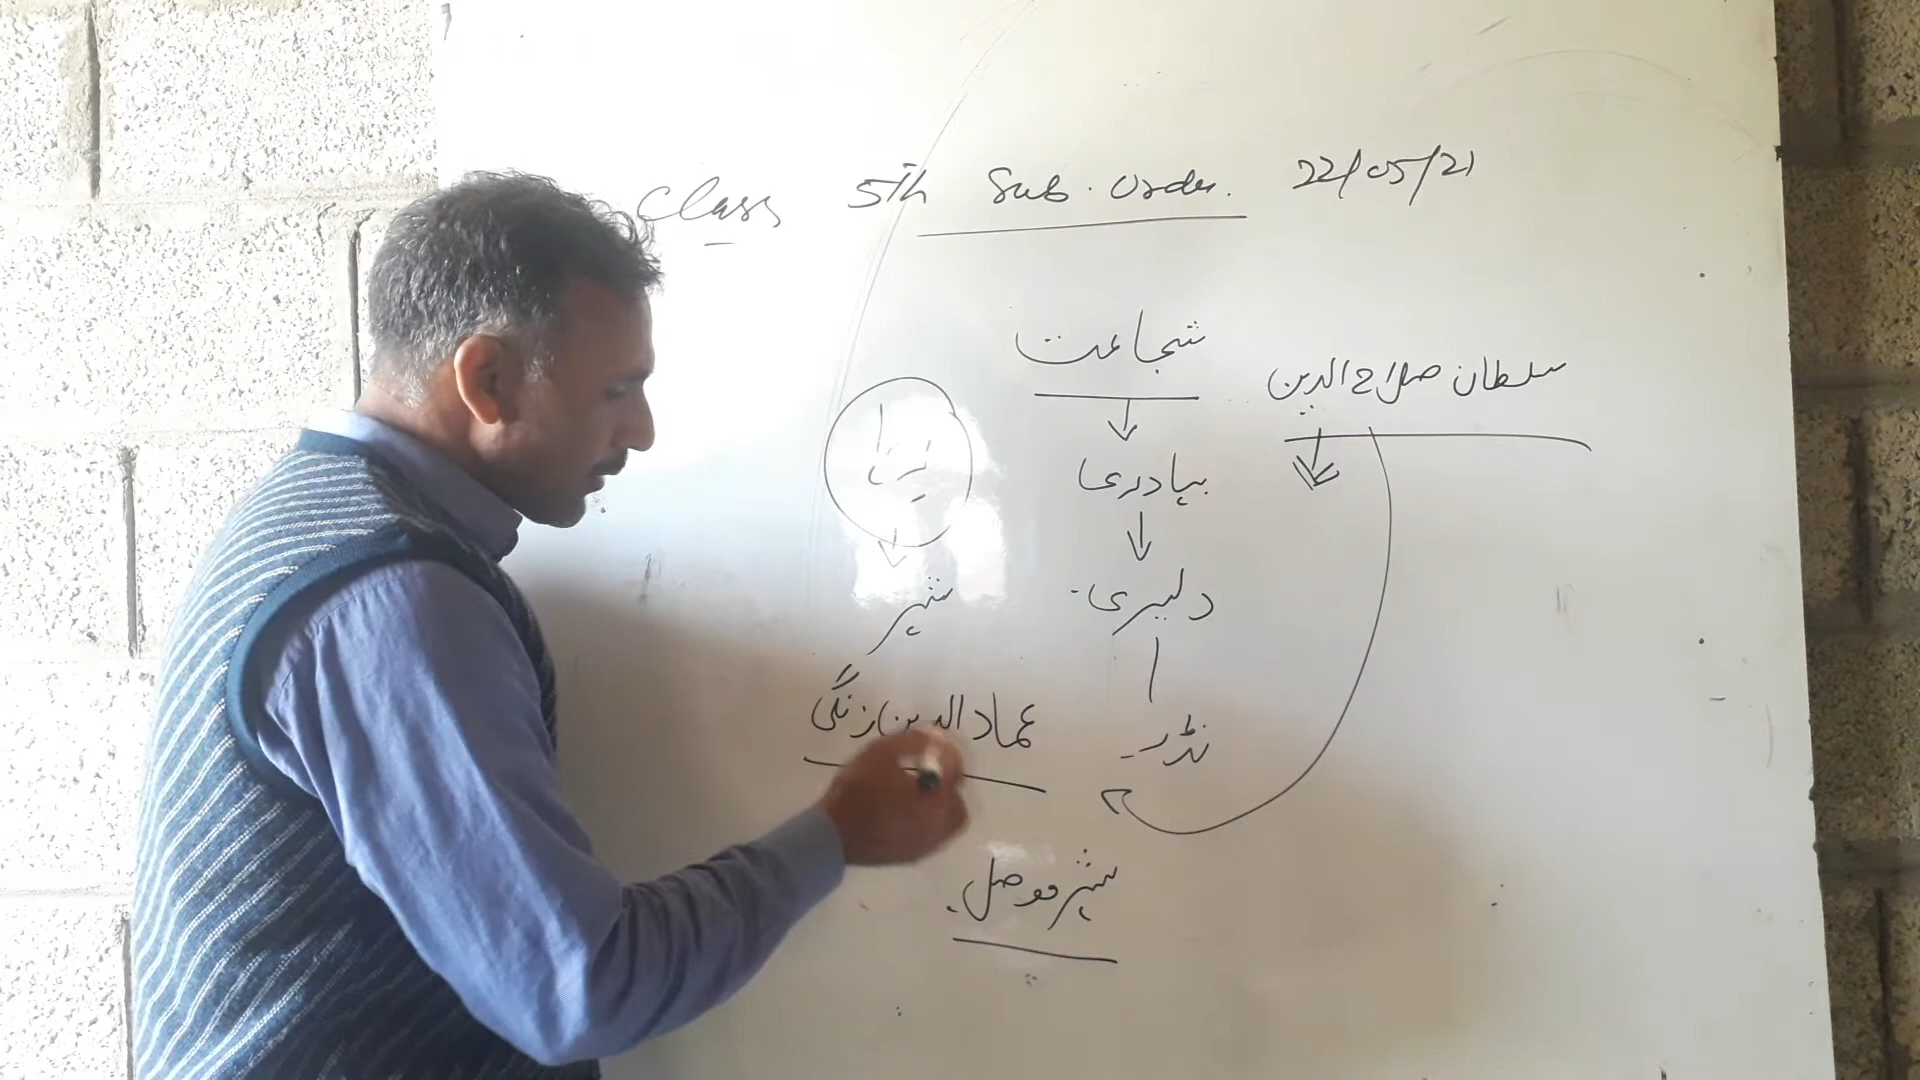 Class 5th Sub. Urdu. 22/05/21
شجاعت
سلطان صلاح الدین
بہادری
دلیری۔
شہر
نڈر۔
عماد الدین زنگی
شہر موصل۔